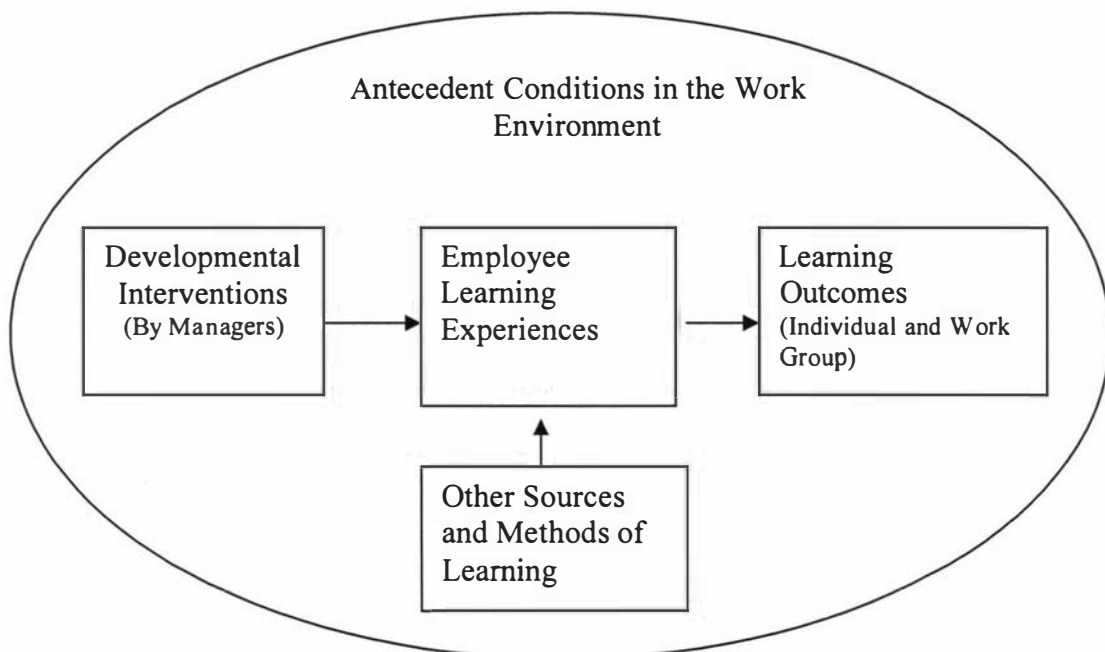 Antecedent Conditions in the Work
Environment
Developmental
Interventions
(By Managers)
Employee
Learning
Experiences
Learning
Outcomes
(Individual and Work
Group)
Other Sources
and Methods of
Learning